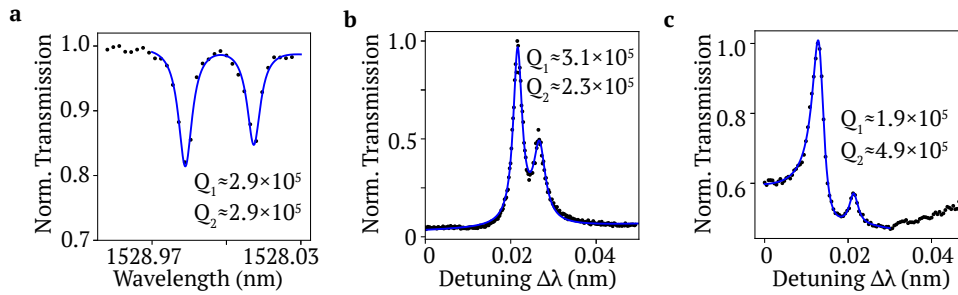 a
Norm. Transmission
1.0
0.9
0.8
0.7
Q₁≈2.9×10⁵
Q₂≈2.9×10⁵
1528.97
1528.03
Wavelength (nm)
b
Norm. Transmission
1.0
0.5
0
Q₁≈3.1×10⁵
Q₂≈2.3×10⁵
0
0.02
0.04
Detuning Δλ (nm)
c
Norm. Transmission
1.0
0.8
0.6
Q₁≈1.9×10⁵
Q₂≈4.9×10⁵
0
0.02
0.04
Detuning Δλ (nm)